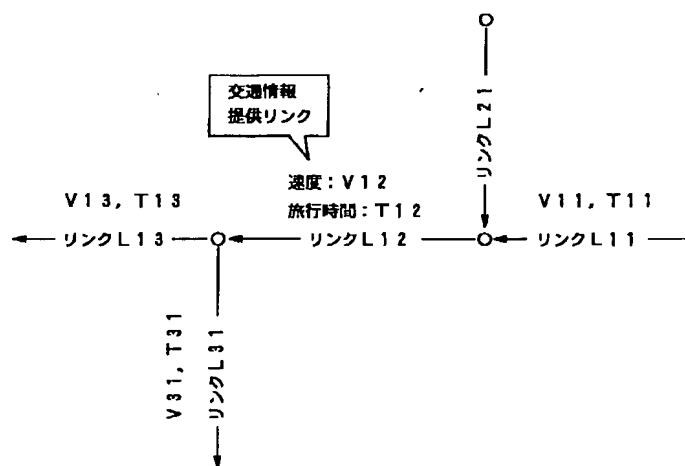 交通情報
提供リンク
リンクL21
速度：V12
旅行時間：T12
V13, T13
V11, T11
リンクL13
リンクL12
リンクL11
V31, T31
リンクL31